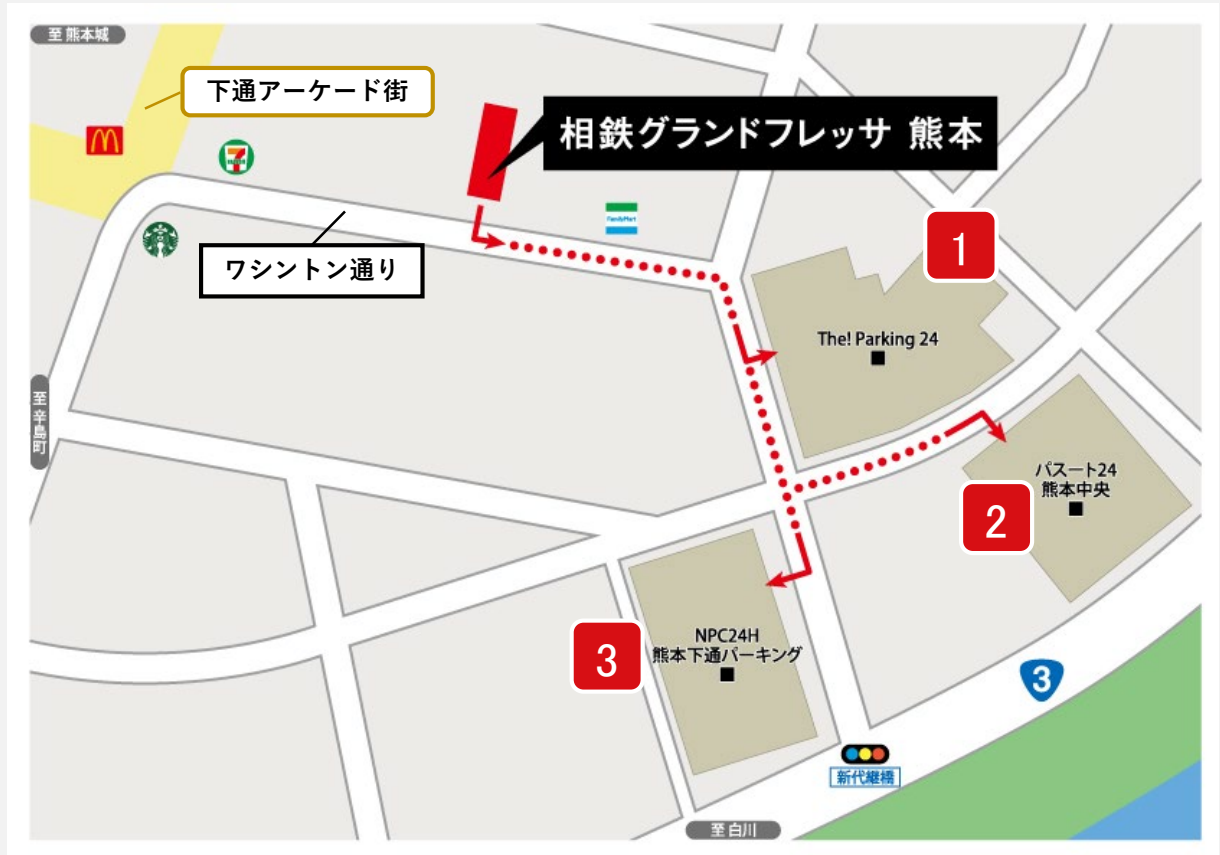 至 熊本城
下通アーケード街
相鉄グランドフレッサ 熊本
7
ELEVEN
FamilyMart
ワシントン通り
1
The! Parking 24
至 辛島町
パスート24
熊本中央
2
NPC24H
熊本下通パーキング
3
3
新代継橋
至 白川